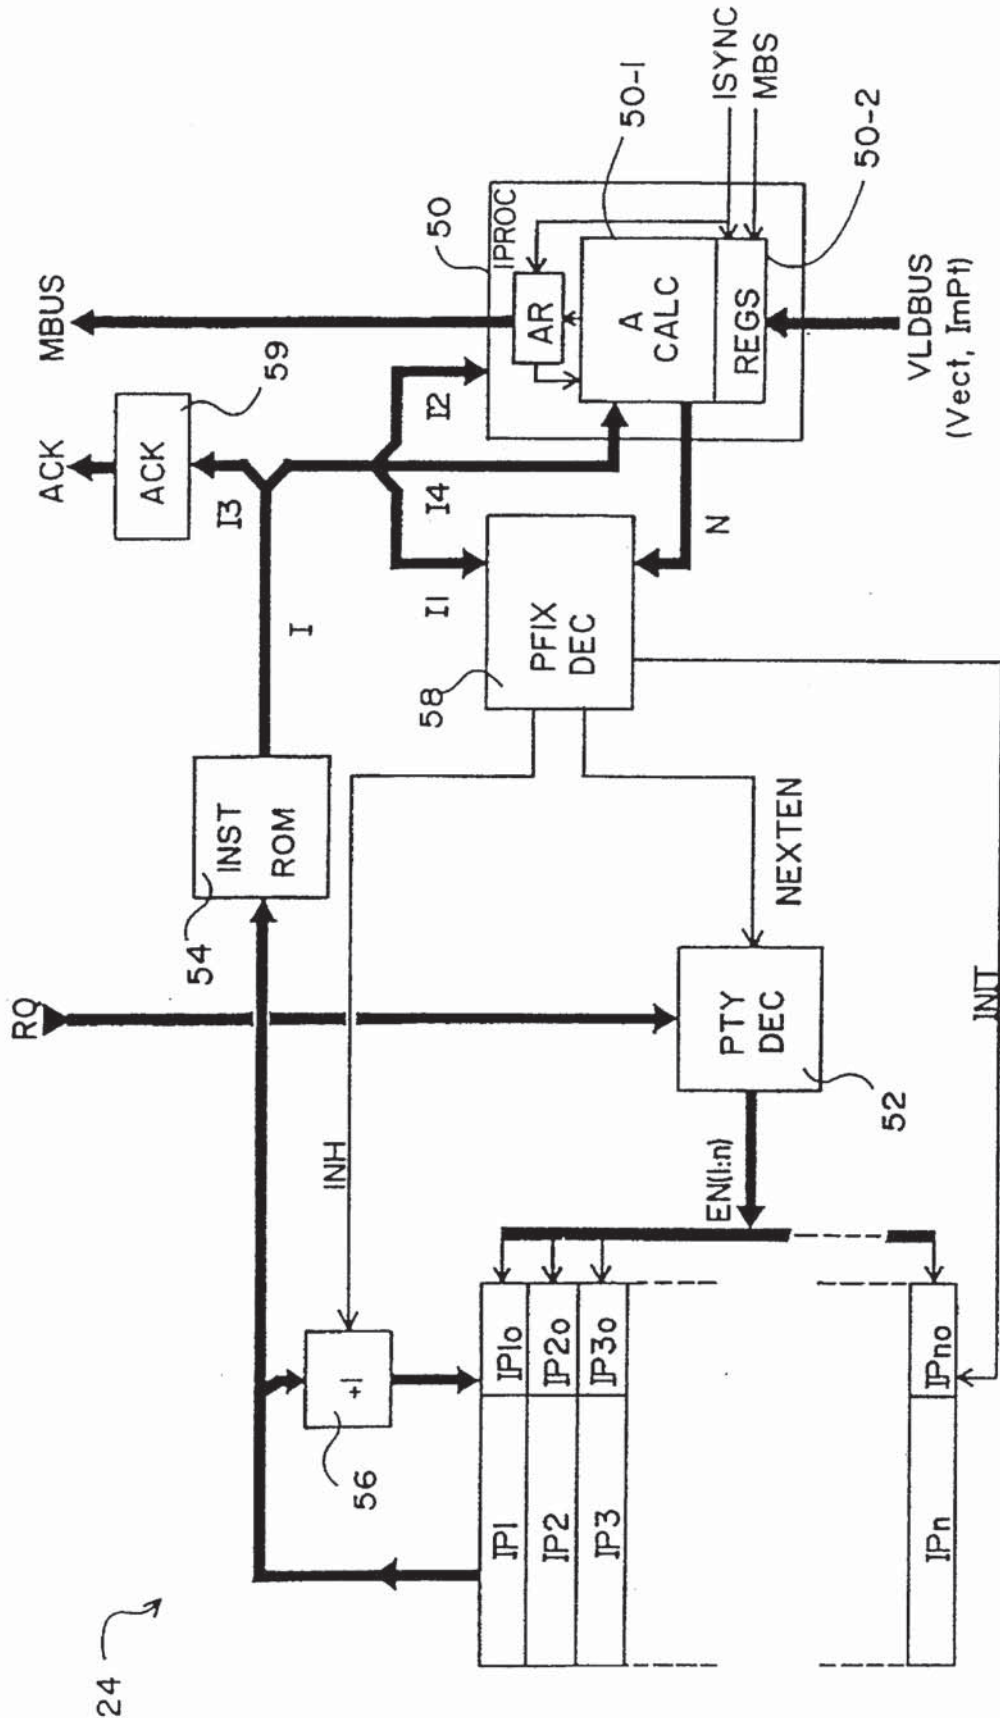 24
RQ
ACK
MBUS
ACK
59
I3
I
54
INST
ROM
I2
I4
I1
50
IPROC
AR
A
CALC
REGS
50-1
50-2
ISYNC
MBS
VLDBUS
(Vect, ImPt)
N
58
PFIX
DEC
INH
NEXTEN
PTY
DEC
52
EN(1:n)
INIT
+1
56
IP1
IP1o
IP2
IP2o
IP3
IP3o
IPn
IPno